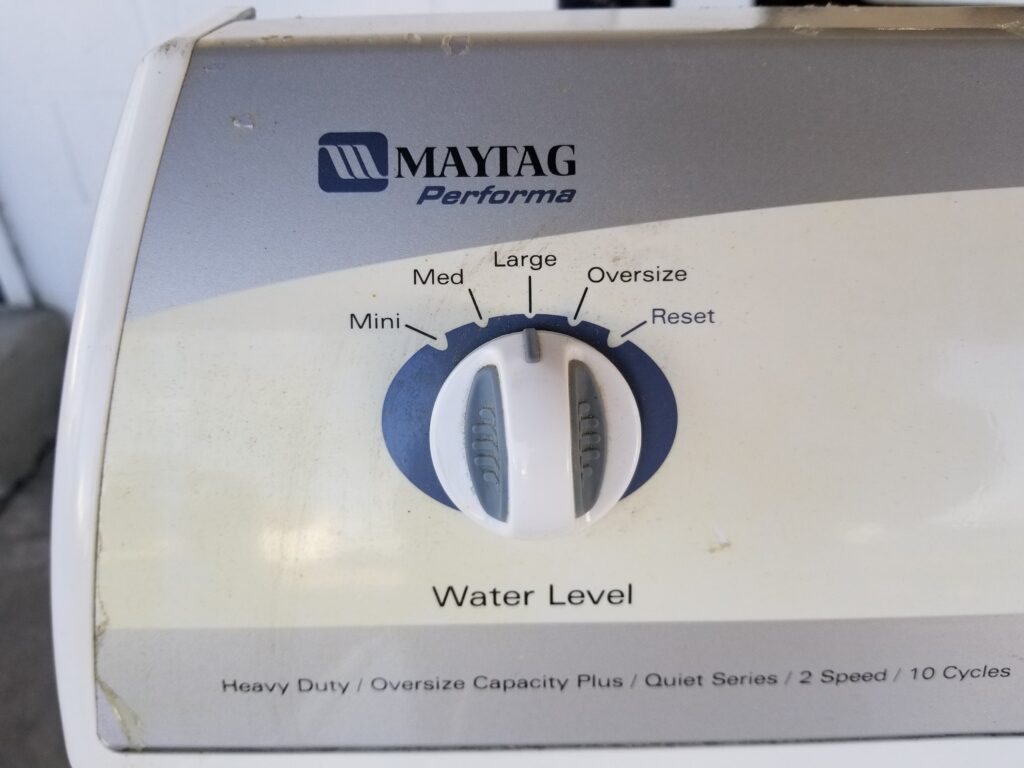 MAYTAG
Performa
Large
Med
Oversize
Mini
Reset
Water Level
Heavy Duty / Oversize Capacity Plus / Quiet Series / 2 Speed / 10 Cycles